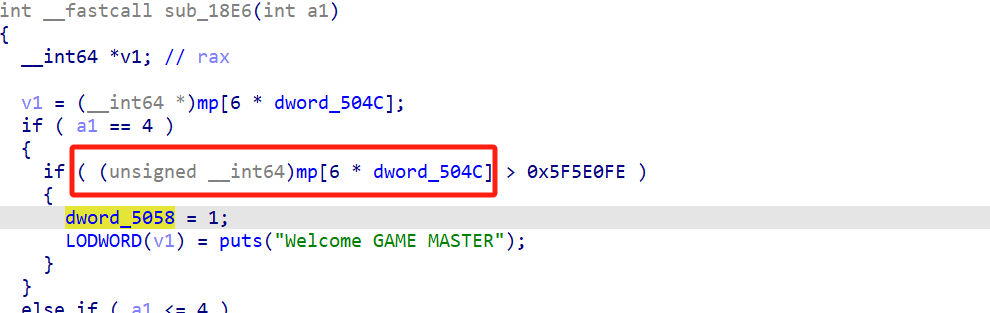 int __fastcall sub_18E6(int a1)
{
__int64 *v1; // rax
v1 = (__int64 *)mp[6 * dword_504C];
if ( a1 == 4 )
{
if ( (unsigned __int64)mp[6 * dword_504C] > 0x5F5E0FE )
{
dword_5058 = 1;
LODWORD(v1) = puts("Welcome GAME MASTER");
}
}
else if ( a1 <= 4 )